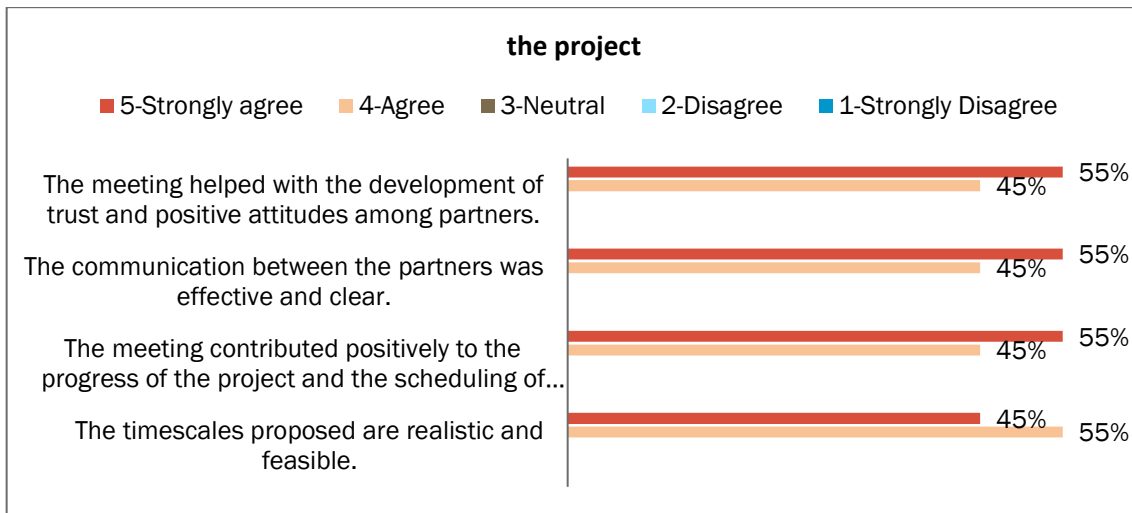 the project
5-Strongly agree 4-Agree 3-Neutral 2-Disagree 1-Strongly Disagree
The meeting helped with the development of
trust and positive attitudes among partners.
55%
45%
The communication between the partners was
effective and clear.
55%
45%
The meeting contributed positively to the
progress of the project and the scheduling of...
55%
45%
The timescales proposed are realistic and
feasible.
45%
55%